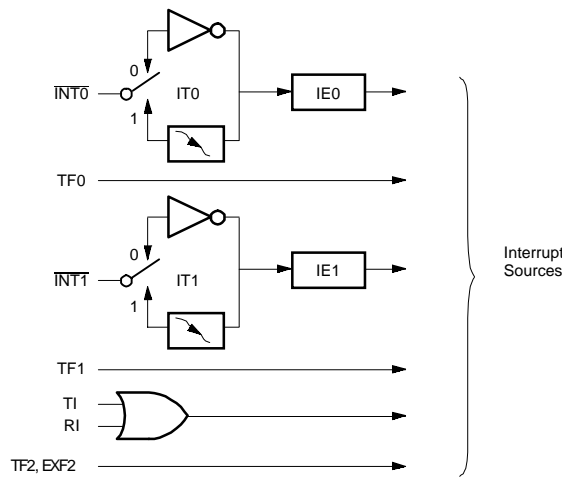 0
INT0
IT0
IE0
1
TF0
0
INT1
IT1
IE1
1
Interrupt
Sources
TF1
TI
RI
TF2, EXF2